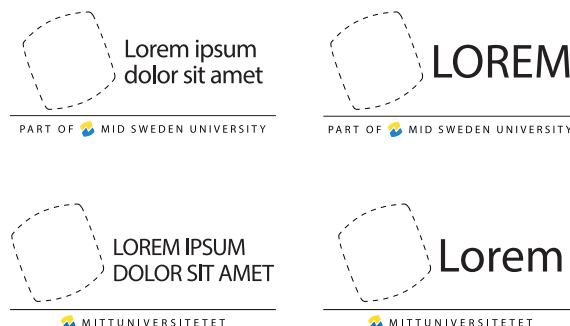 Lorem ipsum
dolor sit amet
PART OF MID SWEDEN UNIVERSITY
LOREM
PART OF MID SWEDEN UNIVERSITY
LOREM IPSUM
DOLOR SIT AMET
MITTUNIVERSITETET
Lorem
MITTUNIVERSITETET